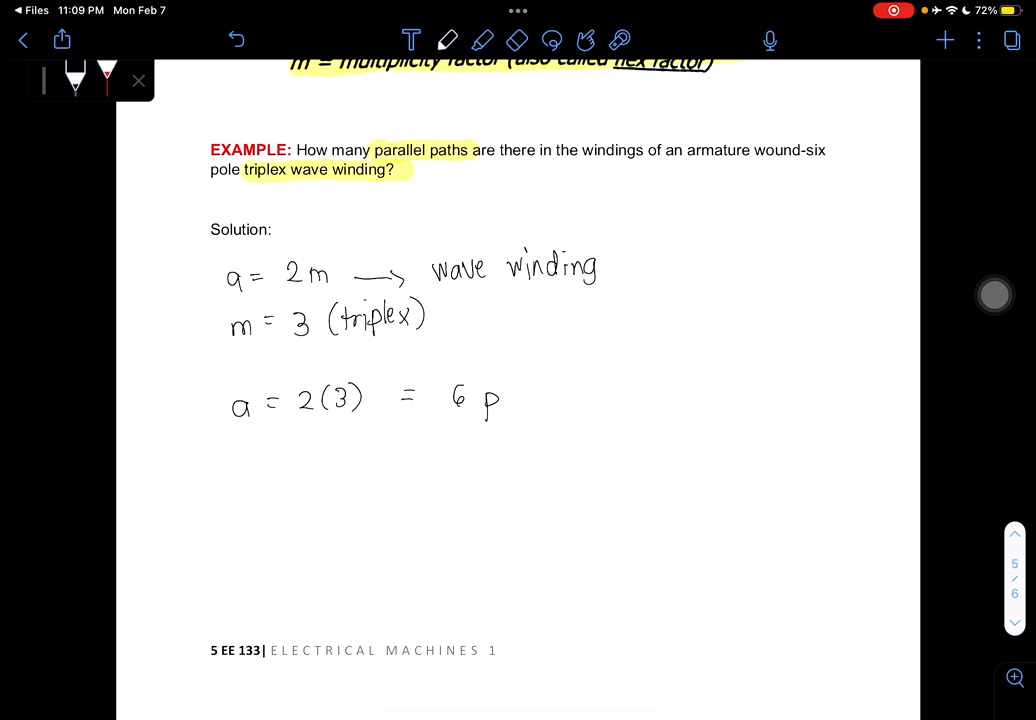 Files 11:09 PM Mon Feb 7
72%
m = multiplicity factor (also called plex factor)
EXAMPLE: How many parallel paths are there in the windings of an armature wound-six
pole triplex wave winding?
Solution:
a = 2m → wave winding
m = 3 (triplex)
a = 2(3) = 6 p
5
/
6
5 EE 133| ELECTRICAL MACHINES 1